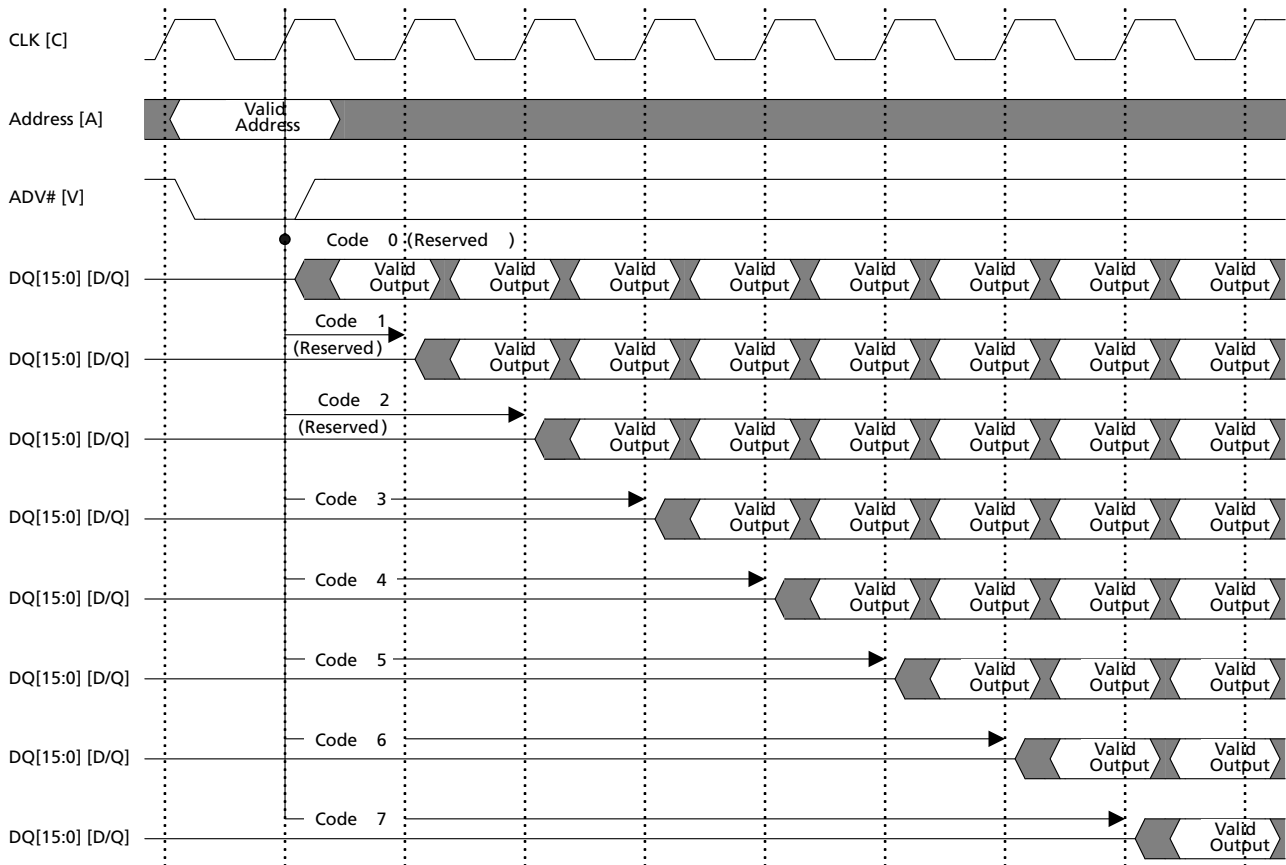 CLK [C]
Address [A]
Valid
Address
ADV# [V]
Code 0 (Reserved )
DQ[15:0] [D/Q]
Valid Valid Valid Valid Valid Valid Valid Valid
Output Output Output Output Output Output Output Output
Code 1
(Reserved)
DQ[15:0] [D/Q]
Valid Valid Valid Valid Valid Valid Valid
Output Output Output Output Output Output Output
Code 2
(Reserved)
DQ[15:0] [D/Q]
Valid Valid Valid Valid Valid Valid
Output Output Output Output Output Output
Code 3
DQ[15:0] [D/Q]
Valid Valid Valid Valid Valid
Output Output Output Output Output
Code 4
DQ[15:0] [D/Q]
Valid Valid Valid Valid
Output Output Output Output
Code 5
DQ[15:0] [D/Q]
Valid Valid Valid
Output Output Output
Code 6
DQ[15:0] [D/Q]
Valid Valid
Output Output
Code 7
DQ[15:0] [D/Q]
Valid
Output